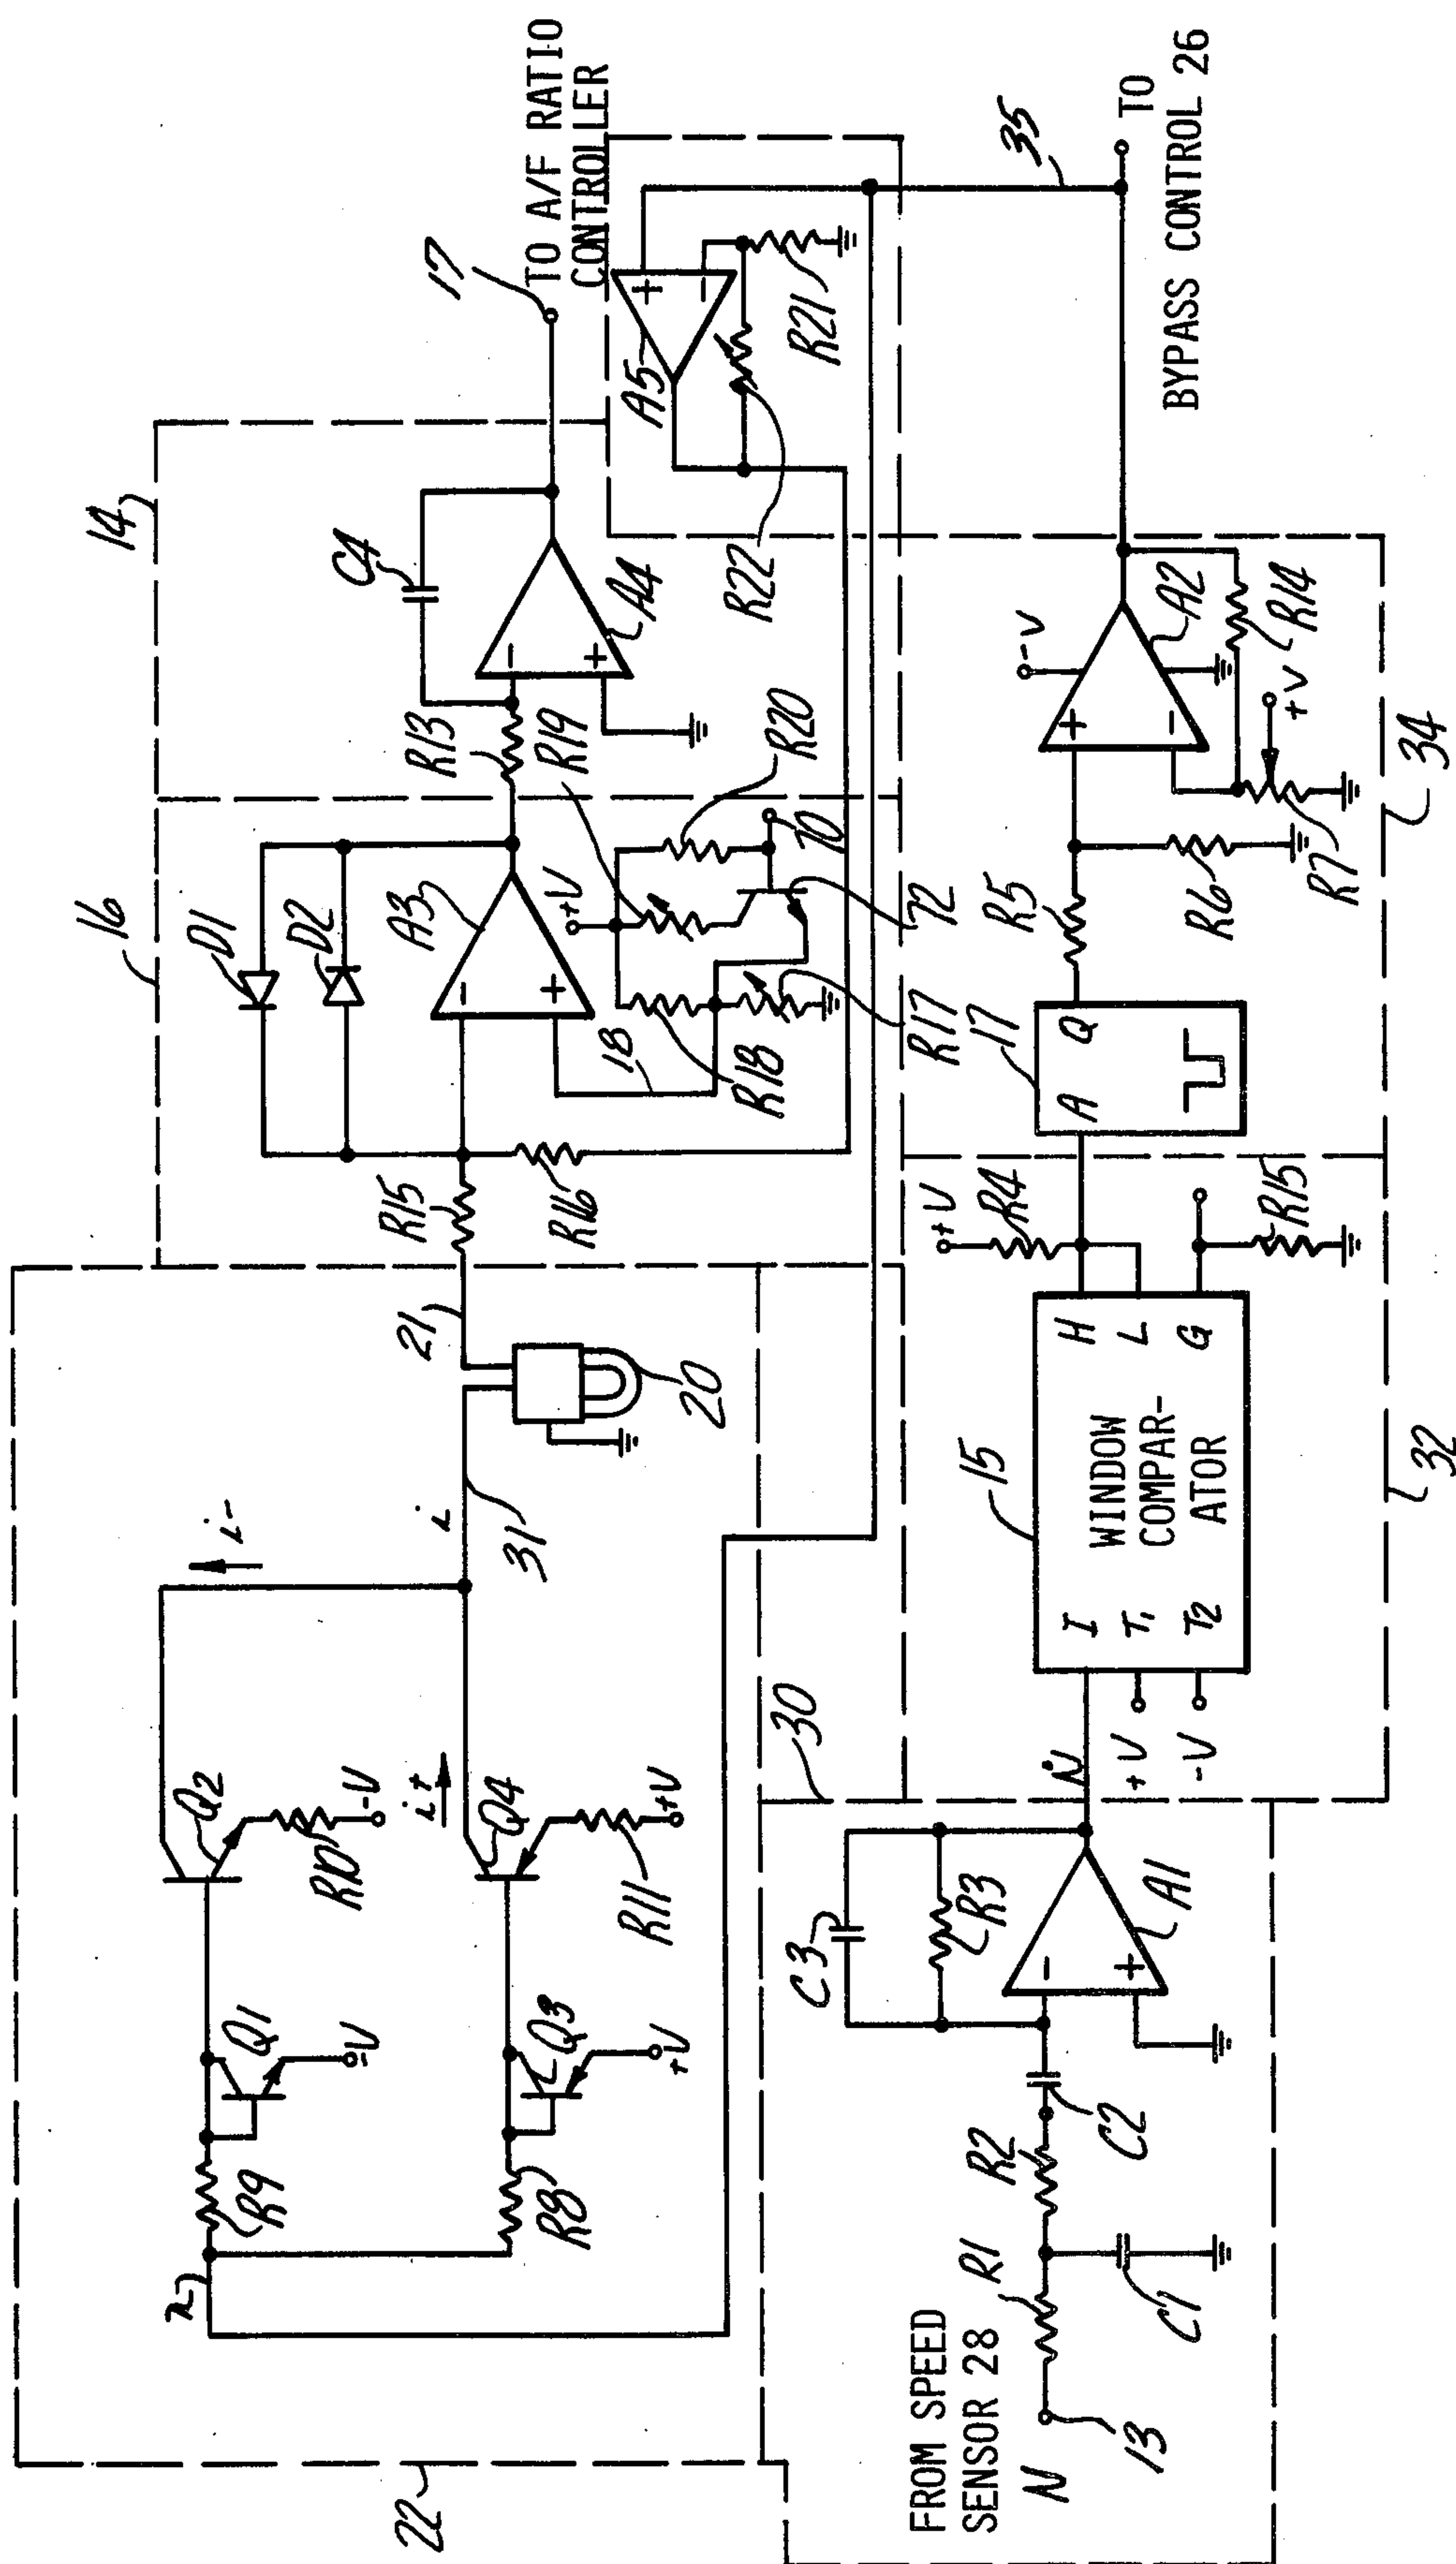 22
n
R9
Q1
-V
Q2
R10
-V
i-
R8
Q3
+V
i+
Q4
R11
+V
i
31
21
20
16
D1
D2
R15
A3
R16
18
+V
R18
R17
72
70
R19
R20
14
C4
R13
A4
17
TO A/F RATIO
CONTROLLER
A5
+
-
R22
R21
35
30
FROM SPEED
SENSOR 28
N
13
R1
C1
R2
C2
C3
R3
-
+
A1
Ṅ
+V
-V
15
I
T1
T2
WINDOW
COMPAR-
ATOR
H
L
G
+V
R4
R15
32
17
A
Q
R5
R6
R7
+V
+
-
-V
A2
R14
34
TO
BYPASS CONTROL 26